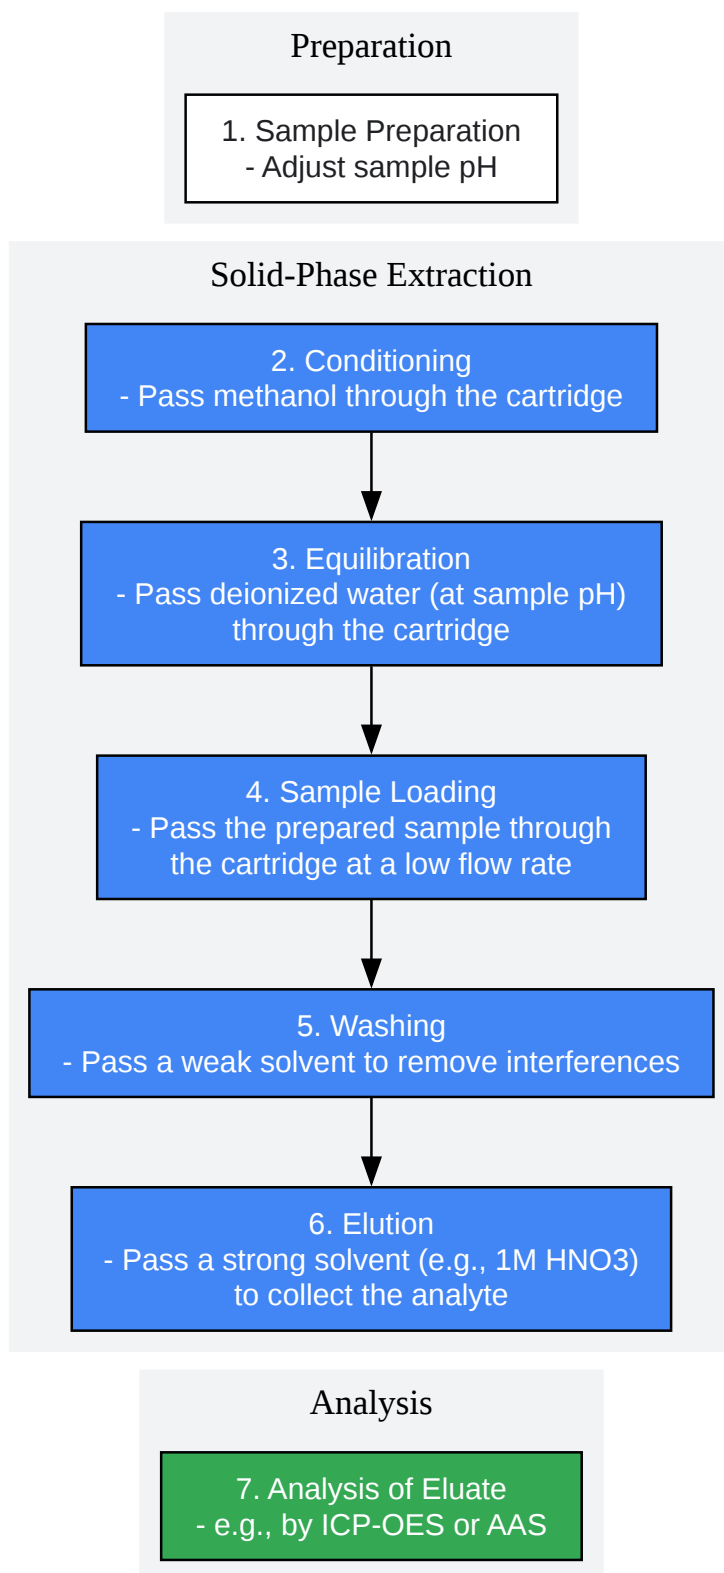 Preparation
1. Sample Preparation
- Adjust sample pH
Solid-Phase Extraction
2. Conditioning
- Pass methanol through the cartridge
3. Equilibration
- Pass deionized water (at sample pH)
through the cartridge
4. Sample Loading
- Pass the prepared sample through
the cartridge at a low flow rate
5. Washing
- Pass a weak solvent to remove interferences
6. Elution
- Pass a strong solvent (e.g., 1M HNO3)
to collect the analyte
Analysis
7. Analysis of Eluate
- e.g., by ICP-OES or AAS